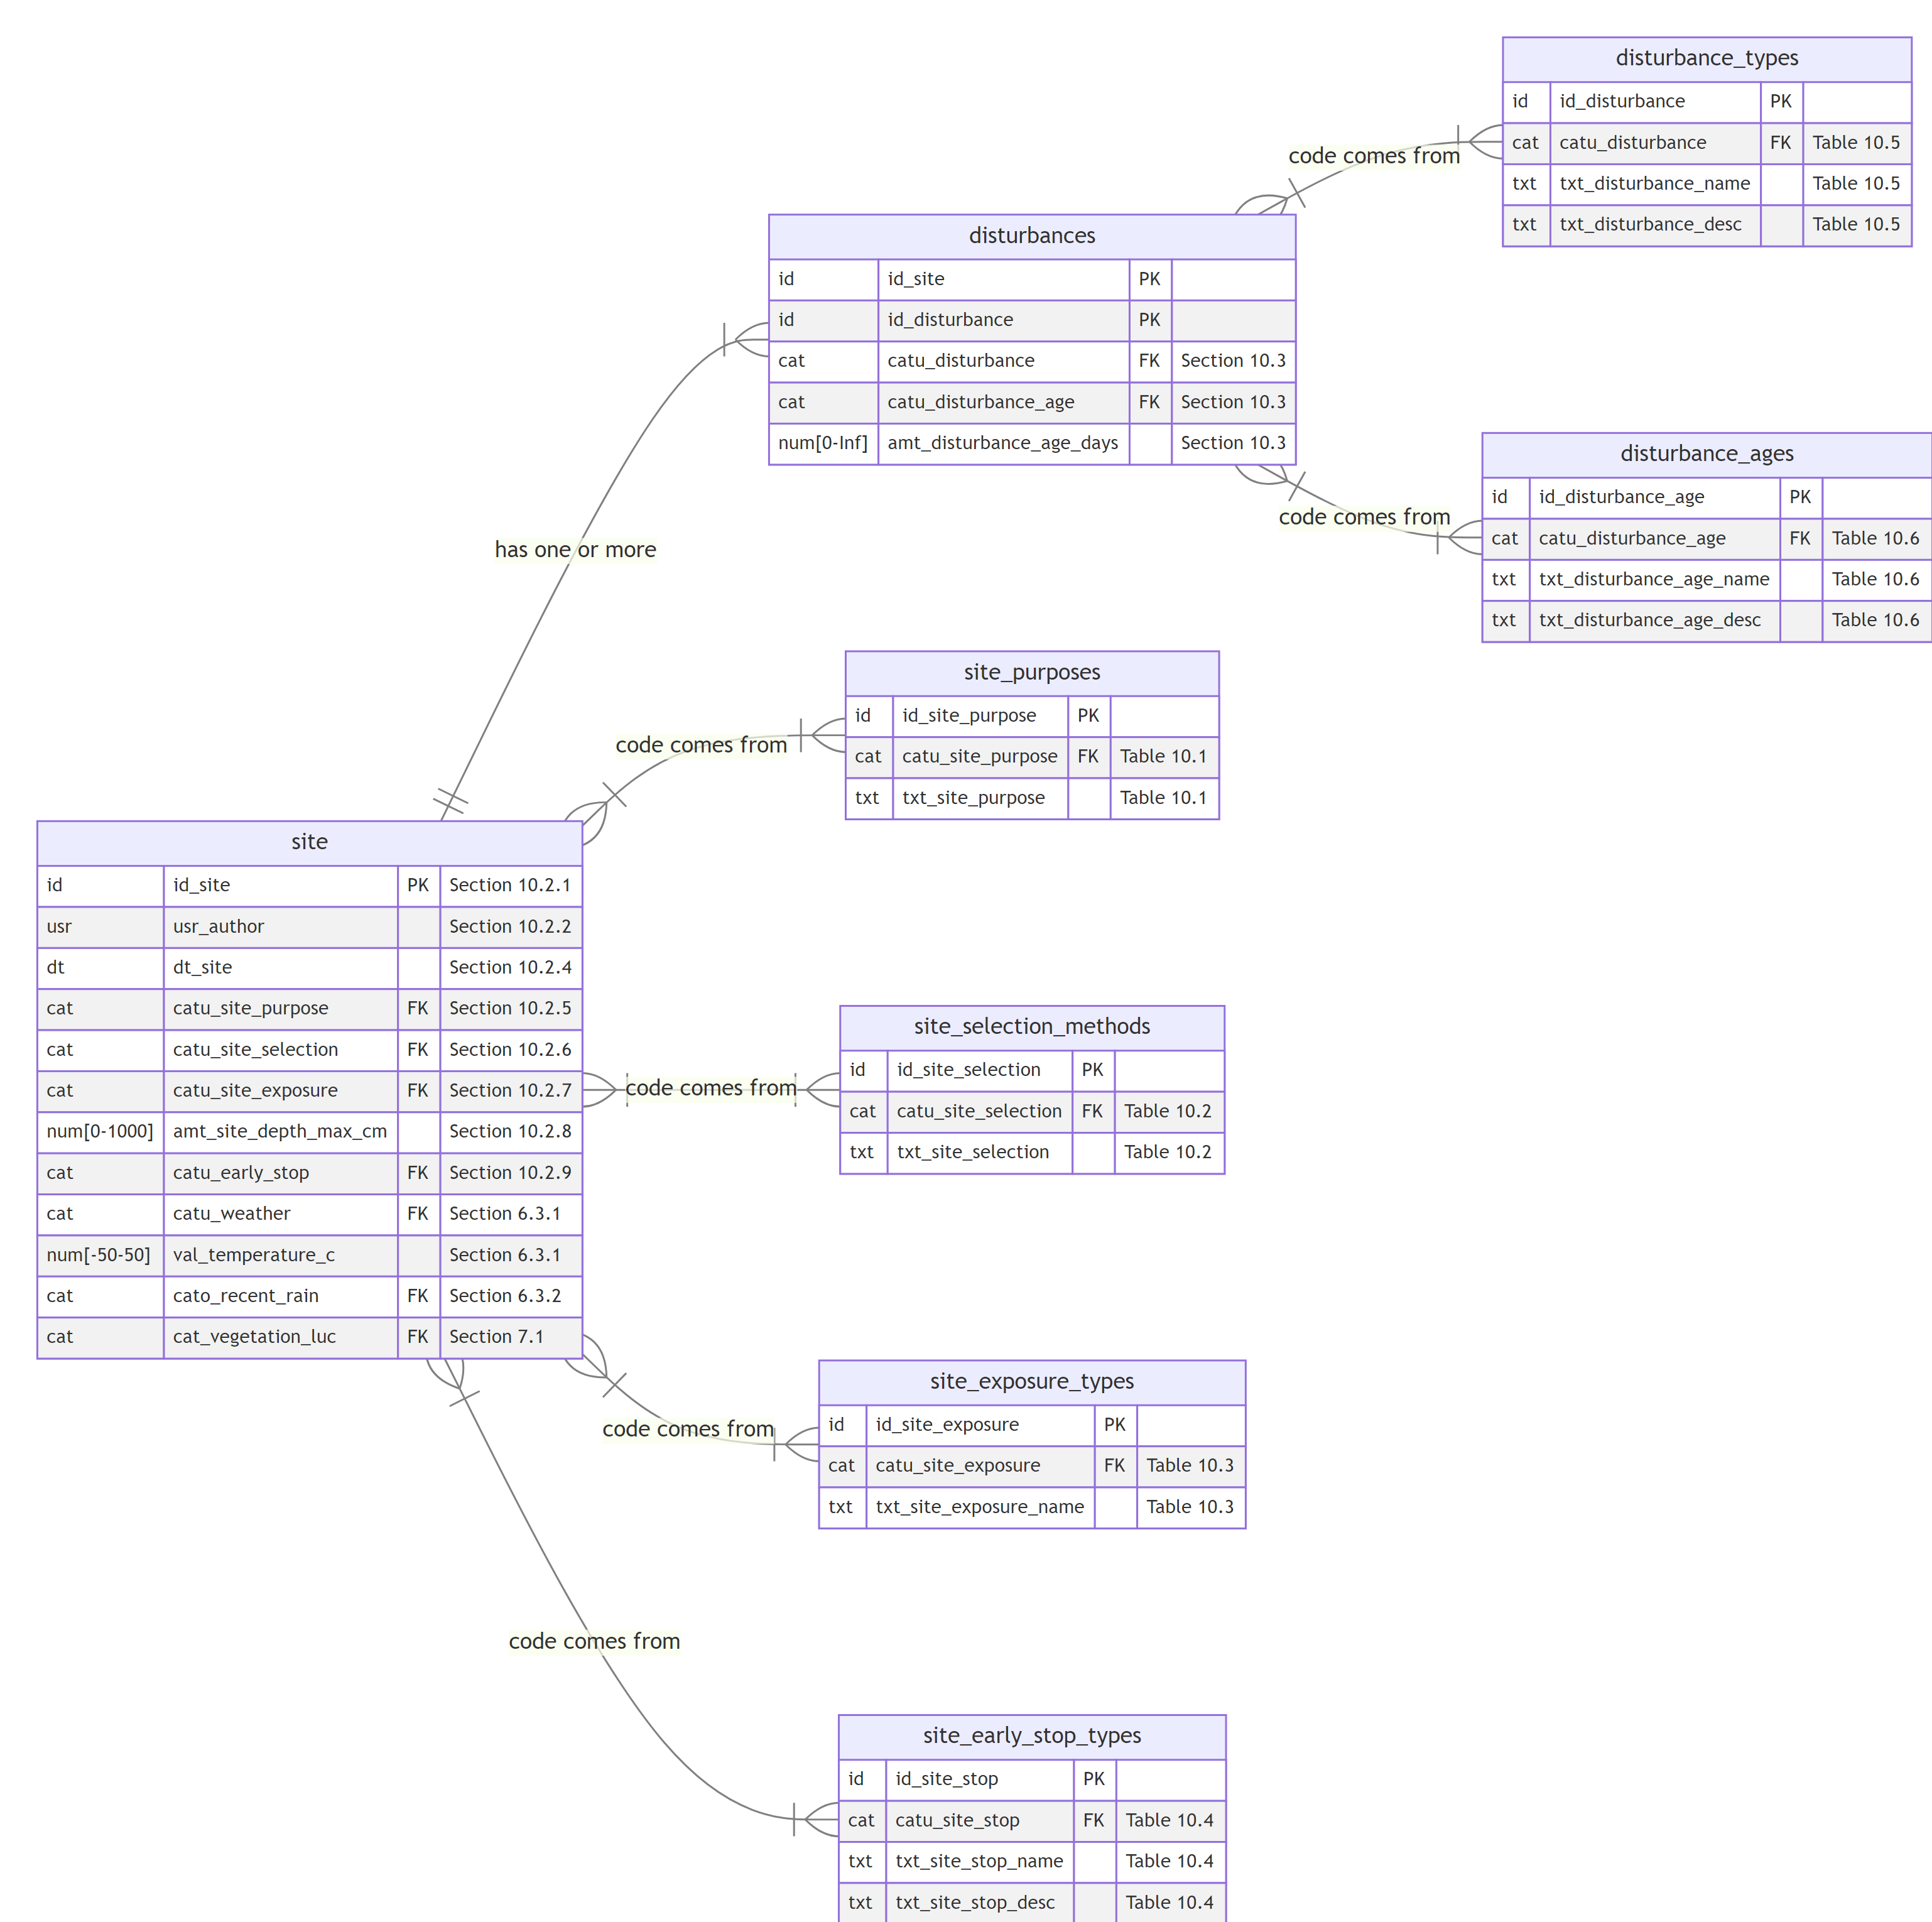 disturbance_types
id id_disturbance PK
cat catu_disturbance FK Table 10.5
txt txt_disturbance_name Table 10.5
txt txt_disturbance_desc Table 10.5
code comes from
disturbances
id id_site PK
id id_disturbance PK
cat catu_disturbance FK Section 10.3
cat catu_disturbance_age FK Section 10.3
num[0-Inf] amt_disturbance_age_days Section 10.3
disturbance_ages
id id_disturbance_age PK
cat catu_disturbance_age FK Table 10.6
txt txt_disturbance_age_name Table 10.6
txt txt_disturbance_age_desc Table 10.6
code comes from
has one or more
site_purposes
id id_site_purpose PK
cat catu_site_purpose FK Table 10.1
txt txt_site_purpose Table 10.1
code comes from
site
id id_site PK Section 10.2.1
usr usr_author Section 10.2.2
dt dt_site Section 10.2.4
cat catu_site_purpose FK Section 10.2.5
cat catu_site_selection FK Section 10.2.6
cat catu_site_exposure FK Section 10.2.7
num[0-1000] amt_site_depth_max_cm Section 10.2.8
cat catu_early_stop FK Section 10.2.9
cat catu_weather FK Section 6.3.1
num[-50-50] val_temperature_c Section 6.3.1
cat cato_recent_rain FK Section 6.3.2
cat cat_vegetation_luc FK Section 7.1
code comes from
site_selection_methods
id id_site_selection PK
cat catu_site_selection FK Table 10.2
txt txt_site_selection Table 10.2
code comes from
site_exposure_types
id id_site_exposure PK
cat catu_site_exposure FK Table 10.3
txt txt_site_exposure_name Table 10.3
code comes from
site_early_stop_types
id id_site_stop PK
cat catu_site_stop FK Table 10.4
txt txt_site_stop_name Table 10.4
txt txt_site_stop_desc Table 10.4